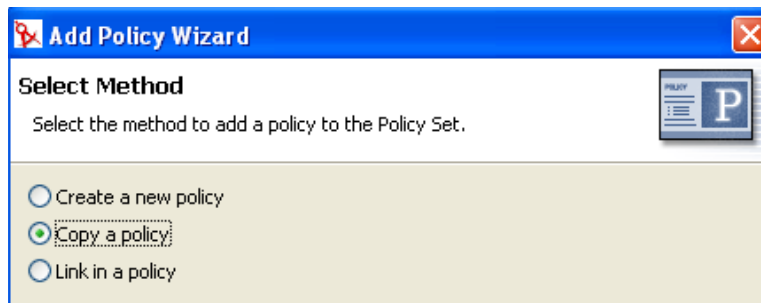 Add Policy Wizard
Select Method
POLICY
P
Select the method to add a policy to the Policy Set.
Create a new policy
Copy a policy
Link in a policy